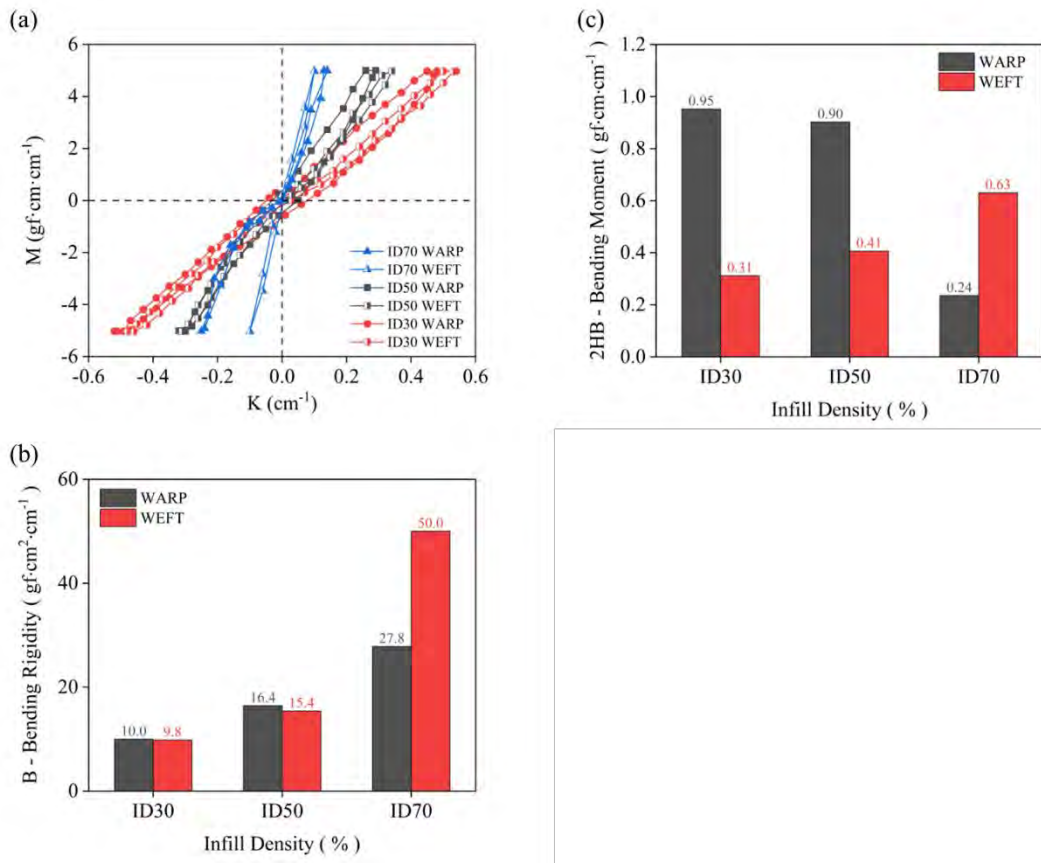 (a)
M (gf·cm·cm⁻¹)
6
4
2
0
-2
-4
-6
-0.6
-0.4
-0.2
0.0
0.2
0.4
0.6
K (cm⁻¹)
ID70 WARP
ID70 WEFT
ID50 WARP
ID50 WEFT
ID30 WARP
ID30 WEFT
(c)
2HB - Bending Moment ( gf·cm·cm⁻¹ )
1.2
1.0
0.8
0.6
0.4
0.2
0.0
WARP
WEFT
0.95
0.31
0.90
0.41
0.24
0.63
ID30
ID50
ID70
Infill Density ( % )
(b)
B - Bending Rigidity ( gf·cm²·cm⁻¹ )
60
40
20
0
WARP
WEFT
10.0
9.8
16.4
15.4
27.8
50.0
ID30
ID50
ID70
Infill Density ( % )